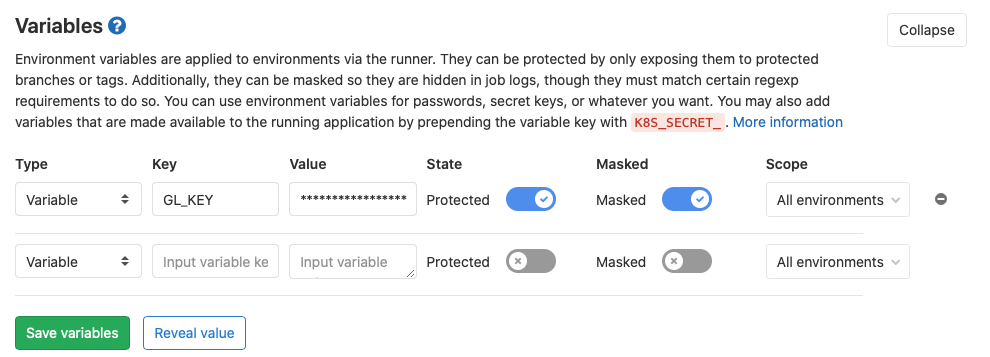 Variables ?
Collapse
Environment variables are applied to environments via the runner. They can be protected by only exposing them to protected
branches or tags. Additionally, they can be masked so they are hidden in job logs, though they must match certain regexp
requirements to do so. You can use environment variables for passwords, secret keys, or whatever you want. You may also add
variables that are made available to the running application by prepending the variable key with K8S_SECRET_. More information
Type Key Value State Masked Scope
Variable GL_KEY ***************** Protected Masked All environments
Variable Input variable ke Input variable Protected Masked All environments
Save variables Reveal value